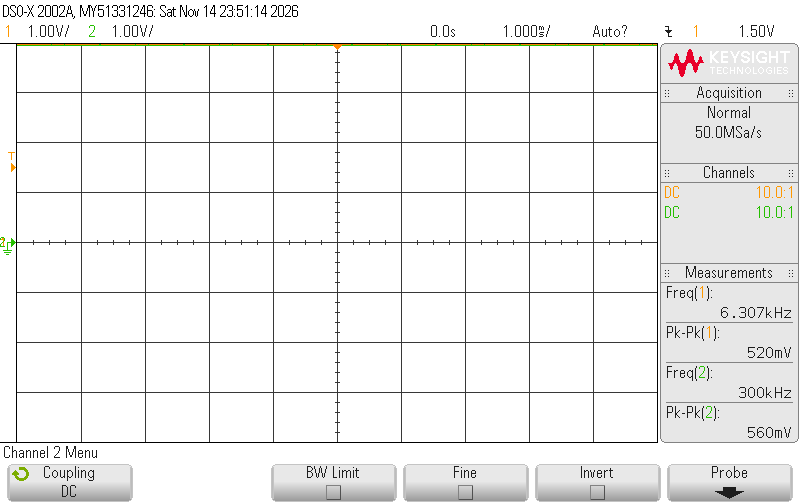 DSO-X 2002A, MY51331246: Sat Nov 14 23:51:14 2026
1 1.00V/ 2 1.00V/ 0.0s 1.000ms/ Auto? 1 1.50V
KEYSIGHT
TECHNOLOGIES
Acquisition
Normal
50.0MSa/s
T
Channels
DC 10.0:1
DC 10.0:1
2
Measurements
Freq(1):
6.307kHz
Pk-Pk(1):
520mV
Freq(2):
300kHz
Pk-Pk(2):
560mV
Channel 2 Menu
Coupling
DC
BW Limit
Fine
Invert
Probe